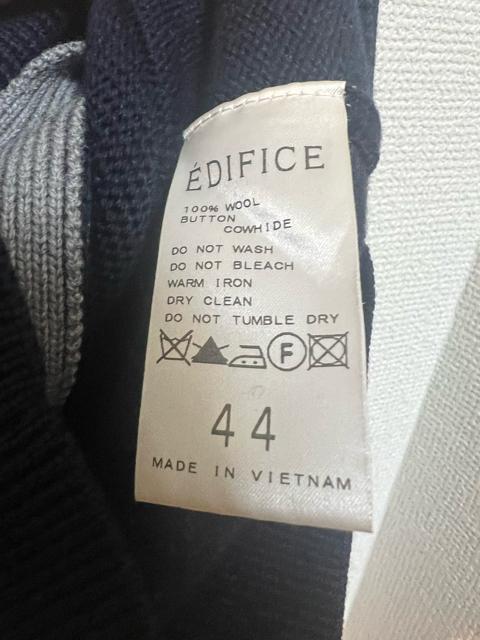 ÉDIFICE
100% WOOL
BUTTON
COWHIDE
DO NOT WASH
DO NOT BLEACH
WARM IRON
DRY CLEAN
DO NOT TUMBLE DRY
F
44
MADE IN VIETNAM